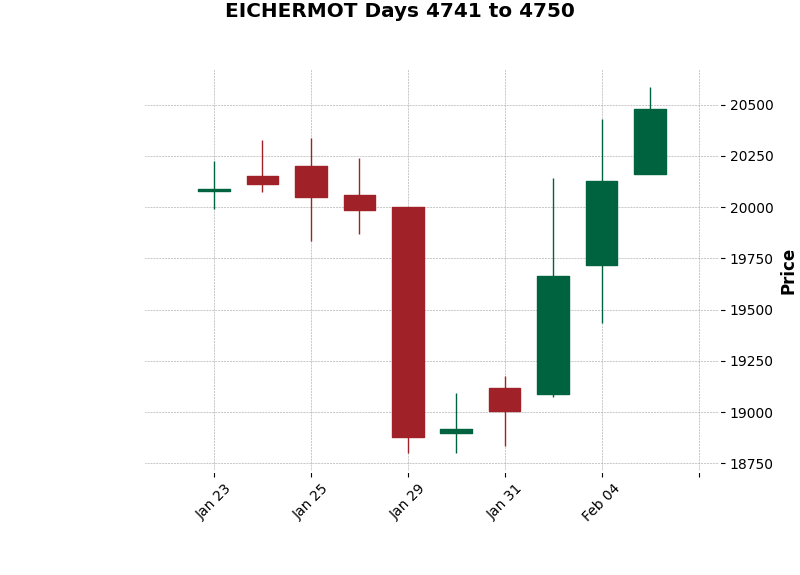 EICHERMOT Days 4741 to 4750
20500
20250
20000
19750
19500
19250
19000
18750
Price
Jan 23
Jan 25
Jan 29
Jan 31
Feb 04